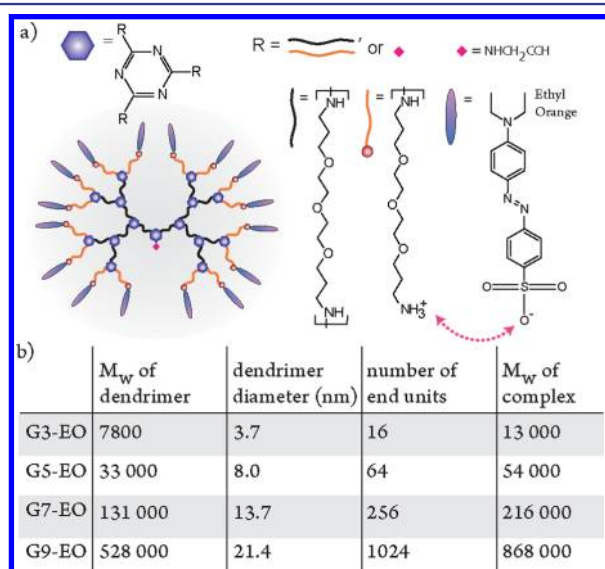 a)
N N N R R R
R = , or = NHCH2CCH
= NH O O O NH
= NH O O O NH3+
= Ethyl Orange
N N N O S O O-
b)
Mw of dendrimer | dendrimer diameter (nm) | number of end units | Mw of complex
G3-EO 7800 3.7 16 13 000
G5-EO 33 000 8.0 64 54 000
G7-EO 131 000 13.7 256 216 000
G9-EO 528 000 21.4 1024 868 000